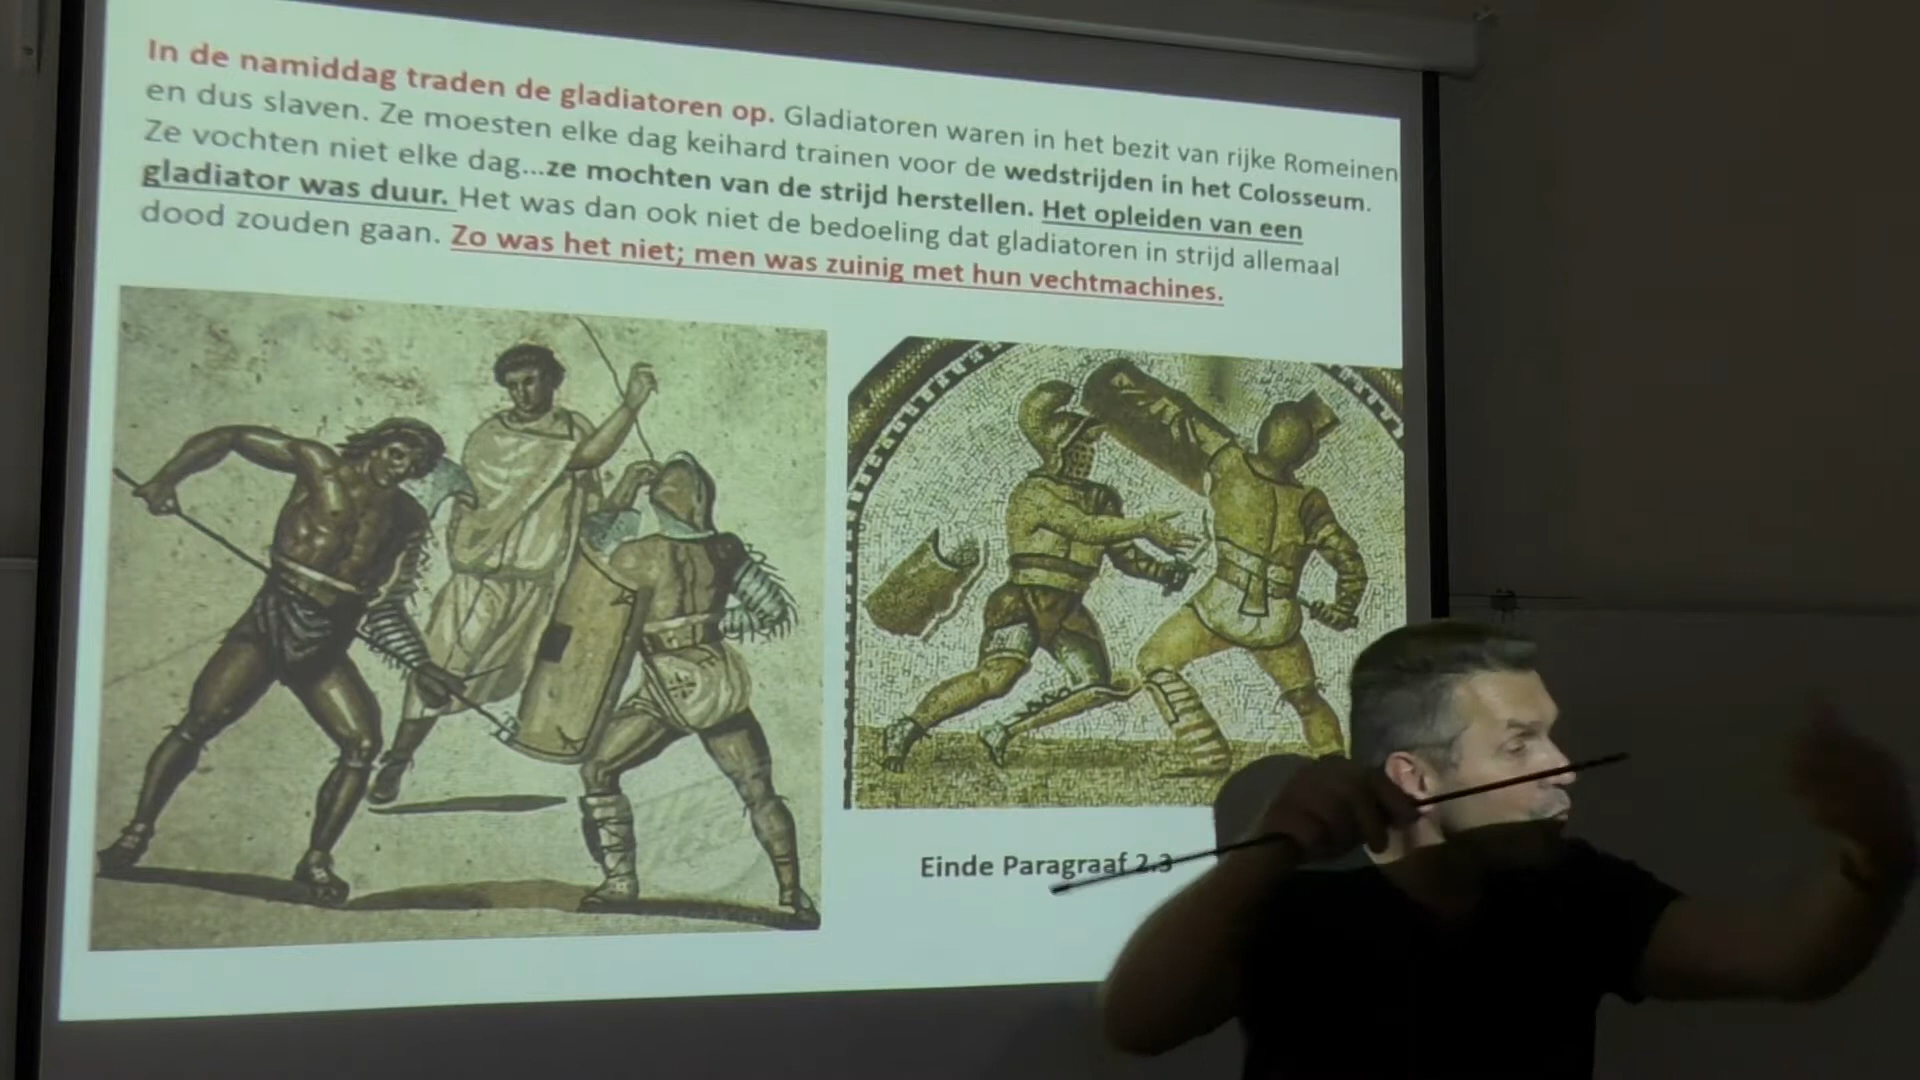 In de namiddag traden de gladiatoren op. Gladiatoren waren in het bezit van rijke Romeinen
en dus slaven. Ze moesten elke dag keihard trainen voor de wedstrijden in het Colosseum.
Ze vochten niet elke dag...ze mochten van de strijd herstellen. Het opleiden van een
gladiator was duur. Het was dan ook niet de bedoeling dat gladiatoren in strijd allemaal
dood zouden gaan. Zo was het niet; men was zuinig met hun vechtmachines.
Einde Paragraaf 2.3